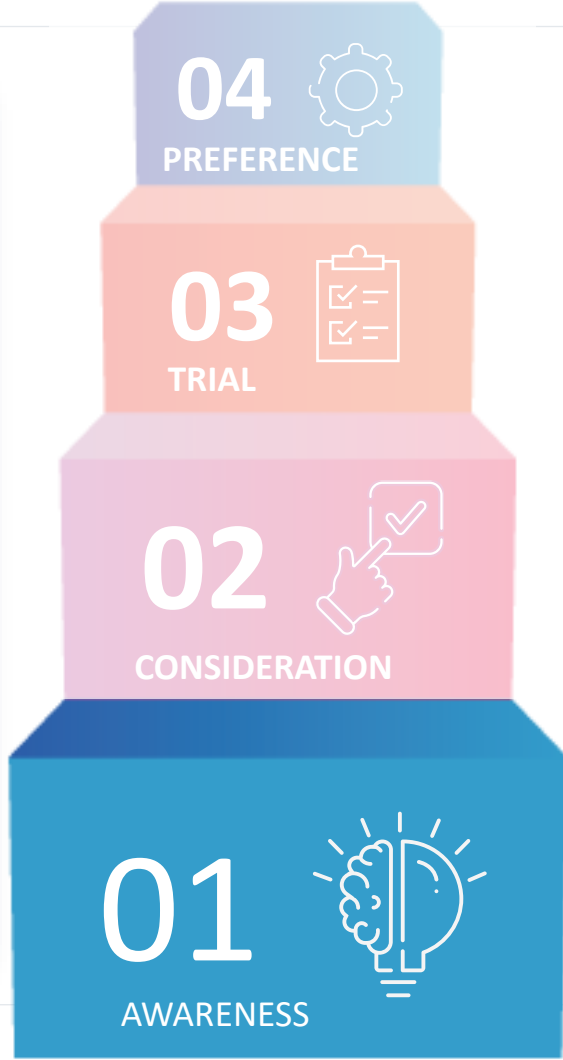 04
PREFERENCE
03
TRIAL
02
CONSIDERATION
01
AWARENESS